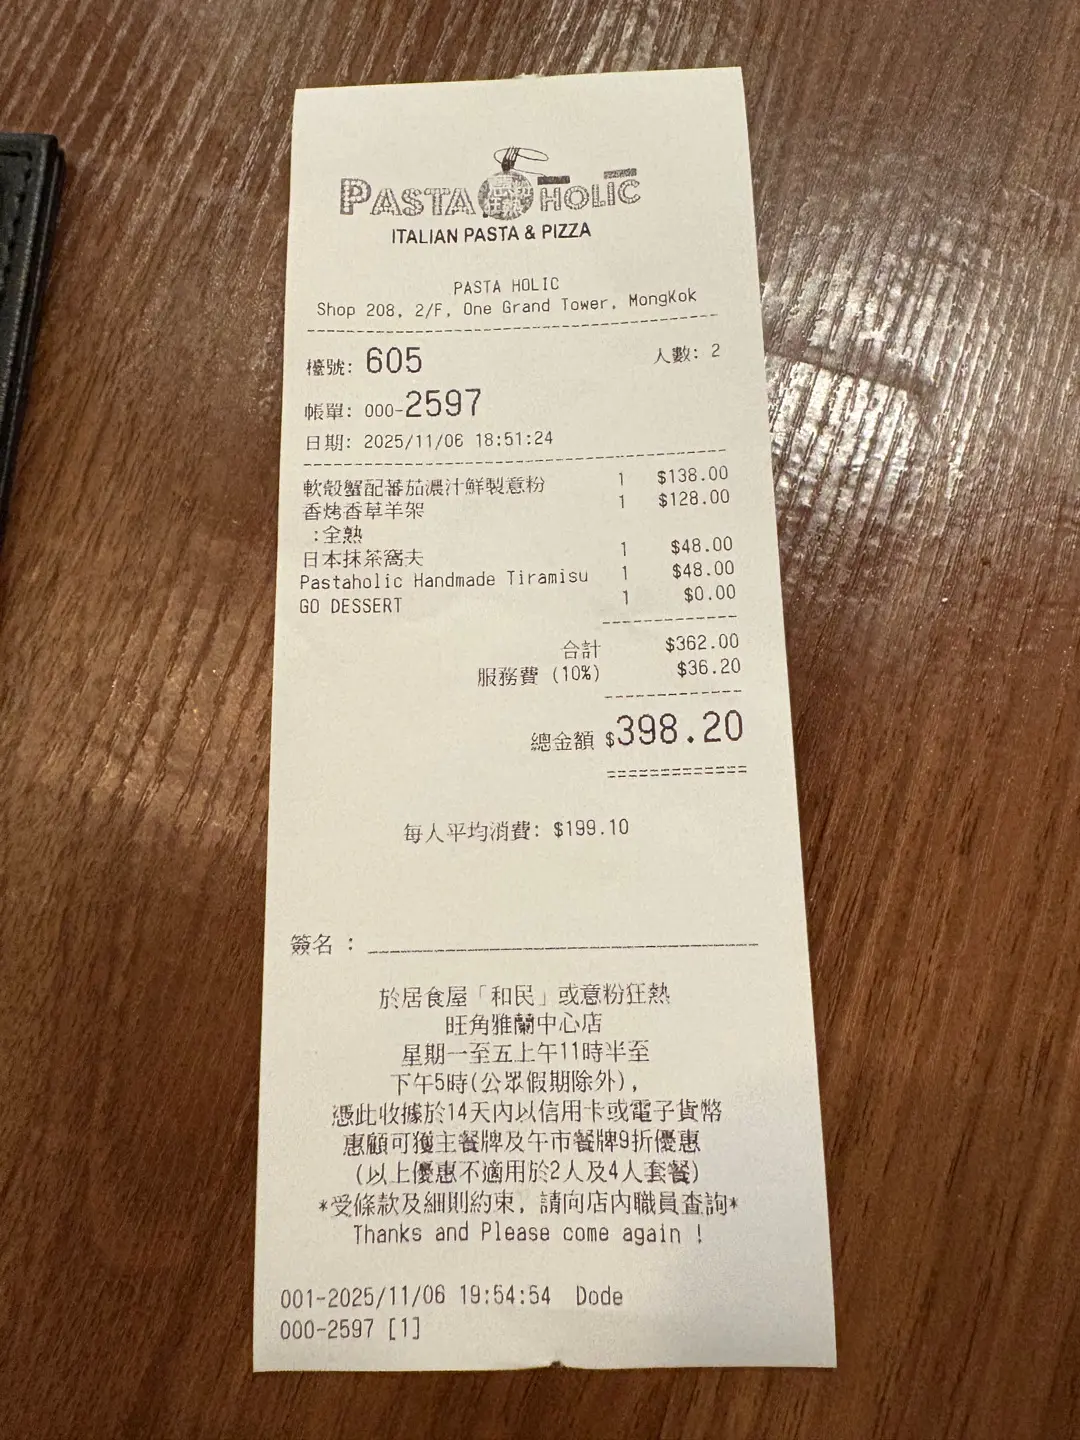 PASTA 意粉狂熱 HOLIC
ITALIAN PASTA & PIZZA
PASTA HOLIC
Shop 208, 2/F, One Grand Tower, MongKok
檯號: 605 人數: 2
帳單: 000-2597
日期: 2025/11/06 18:51:24
軟殼蟹配蕃茄濃汁鮮製意粉 1 $138.00
香烤香草羊架 1 $128.00
:全熟
日本抹茶窩夫 1 $48.00
Pastaholic Handmade Tiramisu 1 $48.00
GO DESSERT 1 $0.00
合計 $362.00
服務費 (10%) $36.20
總金額 $398.20
每人平均消費: $199.10
簽名 :
於居食屋「和民」或意粉狂熱
旺角雅蘭中心店
星期一至五上午11時半至
下午5時(公眾假期除外),
憑此收據於14天內以信用卡或電子貨幣
惠顧可獲主餐牌及午市餐牌9折優惠
(以上優惠不適用於2人及4人套餐)
*受條款及細則約束, 請向店內職員查詢*
Thanks and Please come again !
001-2025/11/06 19:54:54 Dode
000-2597 [1]